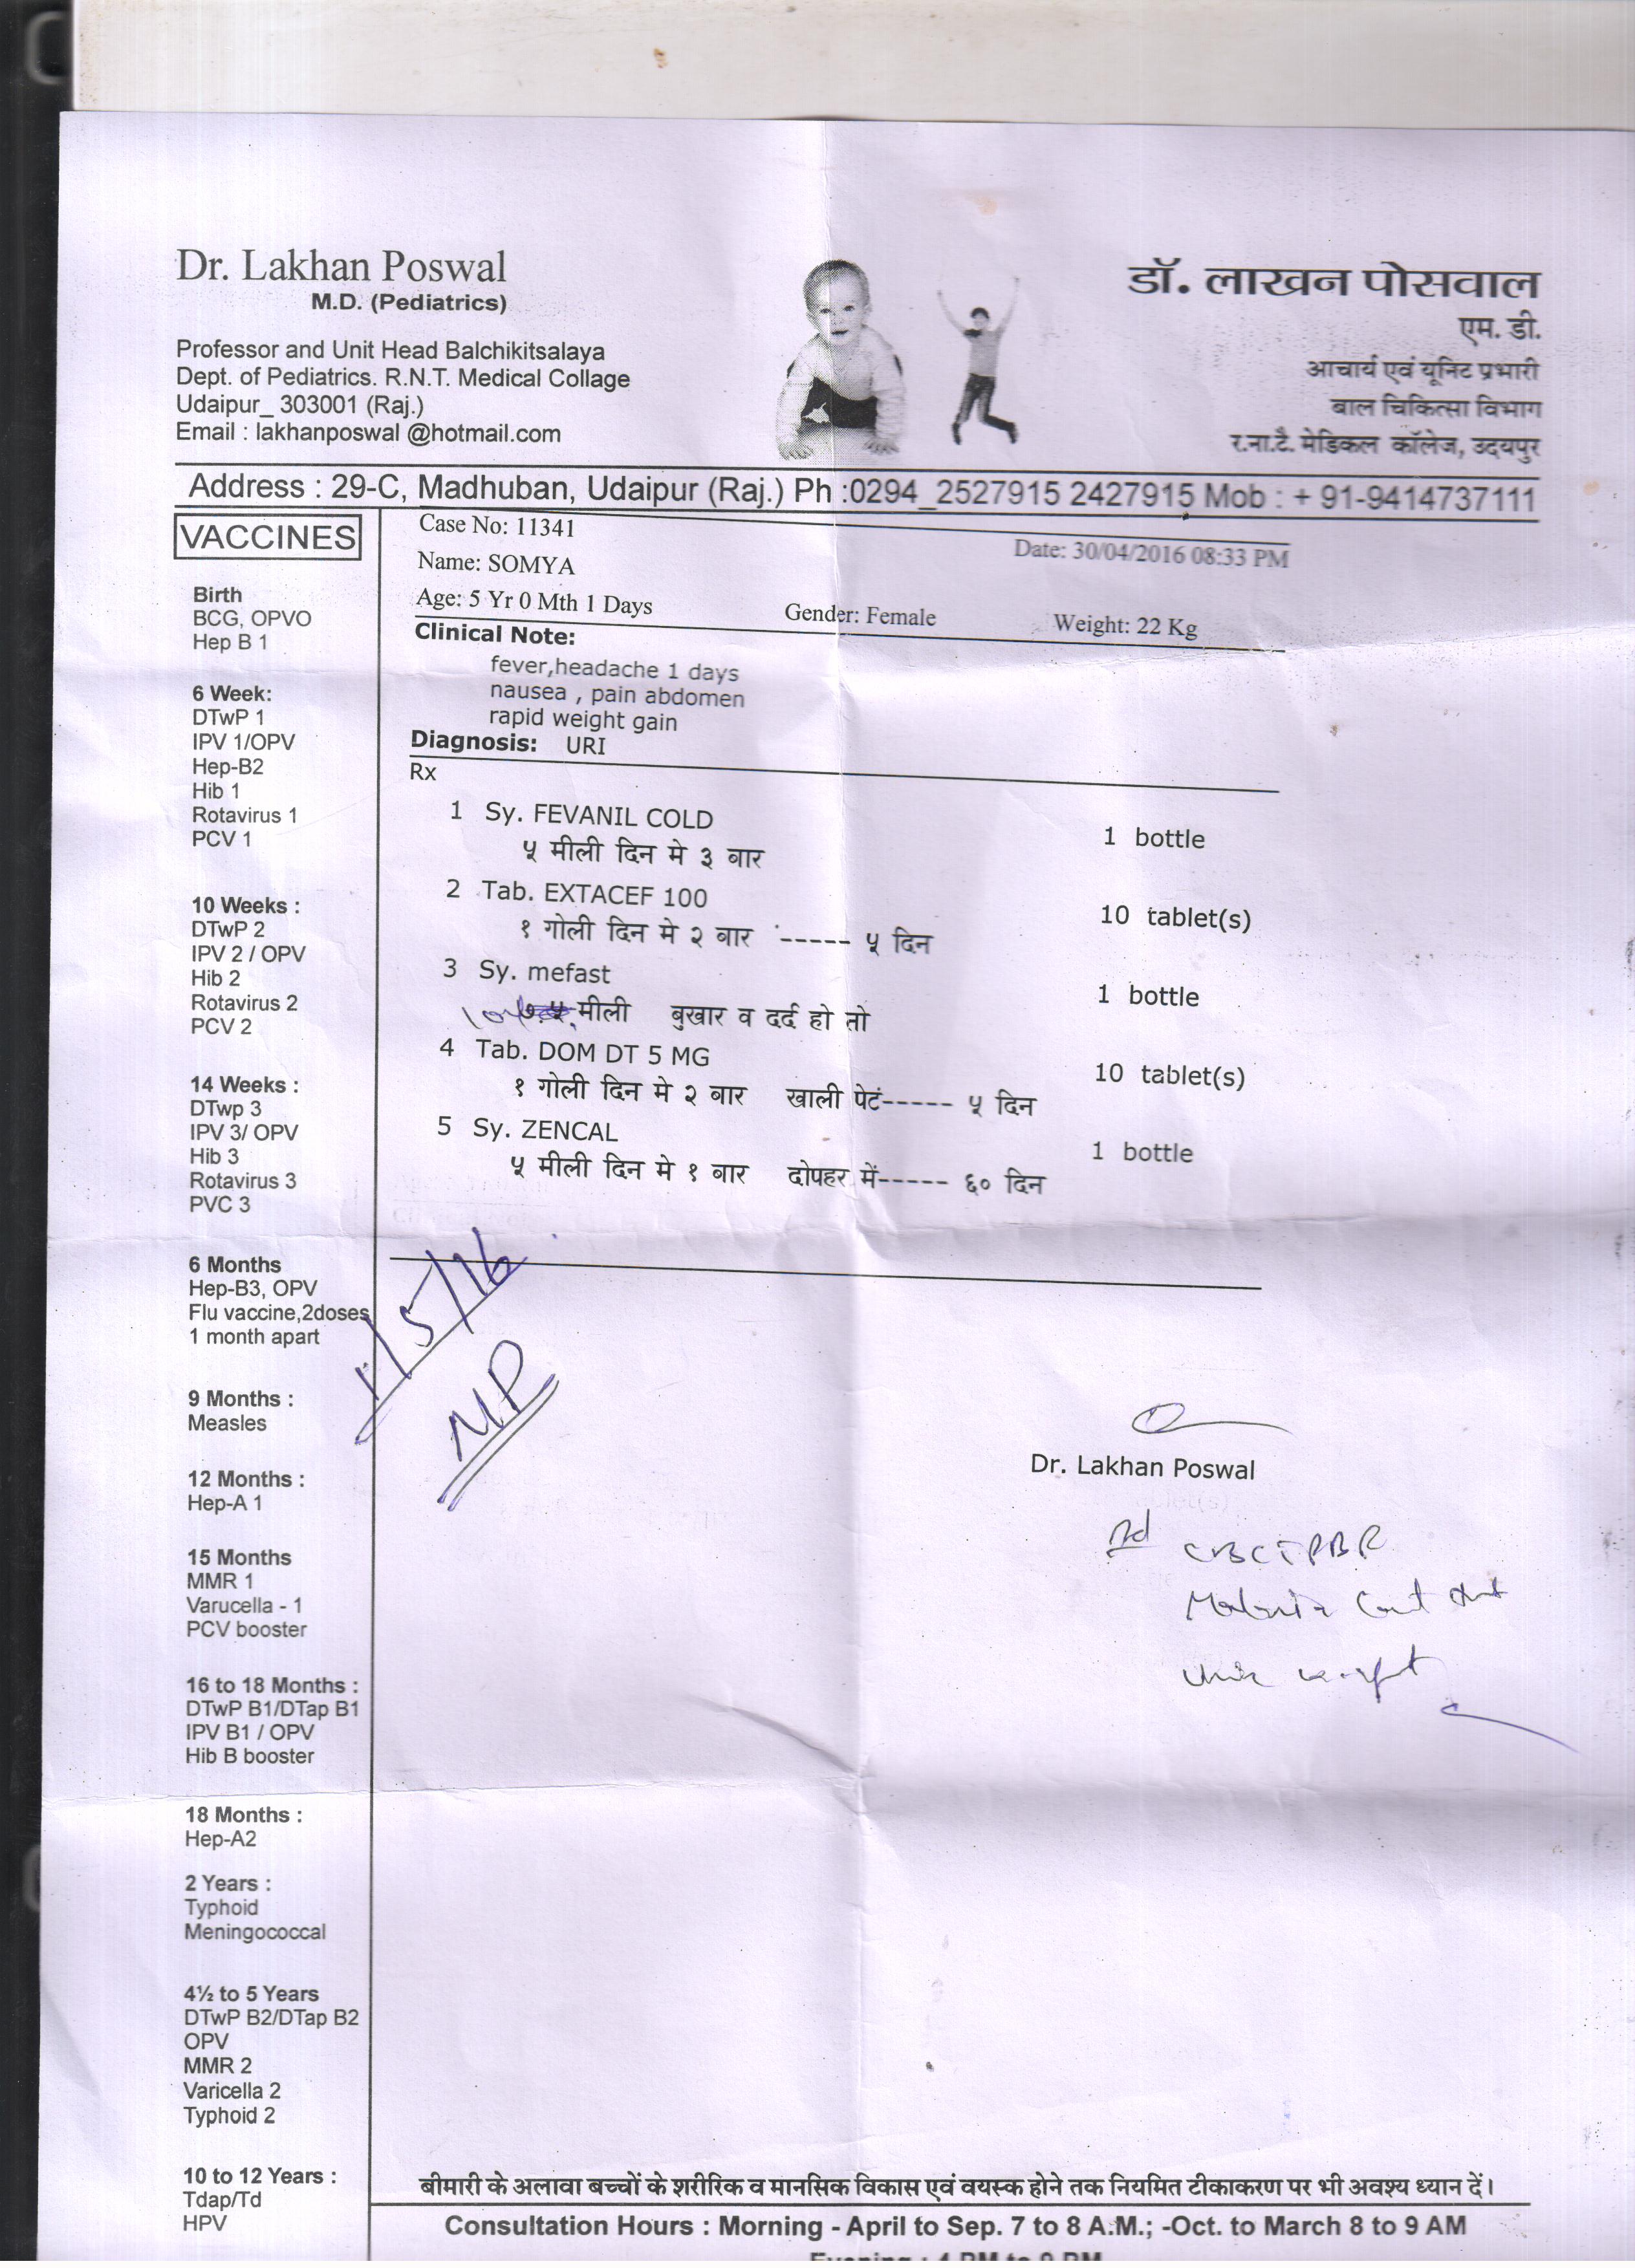 Dr. Lakhan Poswal
M.D. (Pediatrics)
Professor and Unit Head Balchikitsalaya
Dept. of Pediatrics. R.N.T. Medical Collage
Udaipur_ 303001 (Raj.)
Email : lakhanposwal @hotmail.com
डॉ. लाखन पोसवाल
एम. डी.
आचार्य एवं यूनिट प्रभारी
बाल चिकित्सा विभाग
र.ना.टै. मेडिकल कॉलेज, उदयपुर
Address : 29-C, Madhuban, Udaipur (Raj.) Ph :0294_2527915 2427915 Mob : + 91-9414737111
VACCINES
Birth
BCG, OPVO
Hep B 1
6 Week:
DTwP 1
IPV 1/OPV
Hep-B2
Hib 1
Rotavirus 1
PCV 1
10 Weeks :
DTwP 2
IPV 2 / OPV
Hib 2
Rotavirus 2
PCV 2
14 Weeks :
DTwp 3
IPV 3/ OPV
Hib 3
Rotavirus 3
PVC 3
6 Months
Hep-B3, OPV
Flu vaccine,2doses
1 month apart
9 Months :
Measles
12 Months :
Hep-A 1
15 Months
MMR 1
Varucella - 1
PCV booster
16 to 18 Months :
DTwP B1/DTap B1
IPV B1 / OPV
Hib B booster
18 Months :
Hep-A2
2 Years :
Typhoid
Meningococcal
4½ to 5 Years
DTwP B2/DTap B2
OPV
MMR 2
Varicella 2
Typhoid 2
10 to 12 Years :
Tdap/Td
HPV
Case No: 11341
Date: 30/04/2016 08:33 PM
Name: SOMYA
Age: 5 Yr 0 Mth 1 Days Gender: Female Weight: 22 Kg
Clinical Note:
fever,headache 1 days
nausea , pain abdomen
rapid weight gain
Diagnosis: URI
Rx
1 Sy. FEVANIL COLD 1 bottle
५ मीली दिन मे ३ बार
2 Tab. EXTACEF 100 10 tablet(s)
१ गोली दिन मे २ बार ----- ५ दिन
3 Sy. mefast 1 bottle
मीली बुखार व दर्द हो तो
4 Tab. DOM DT 5 MG 10 tablet(s)
१ गोली दिन मे २ बार खाली पेटं----- ५ दिन
5 Sy. ZENCAL 1 bottle
५ मीली दिन मे १ बार दोपहर में----- ६० दिन
1/5/16
MP
Dr. Lakhan Poswal
बीमारी के अलावा बच्चों के शरीरिक व मानसिक विकास एवं वयस्क होने तक नियमित टीकाकरण पर भी अवश्य ध्यान दें।
Consultation Hours : Morning - April to Sep. 7 to 8 A.M.; -Oct. to March 8 to 9 AM
Evening : 4 PM to 9 PM